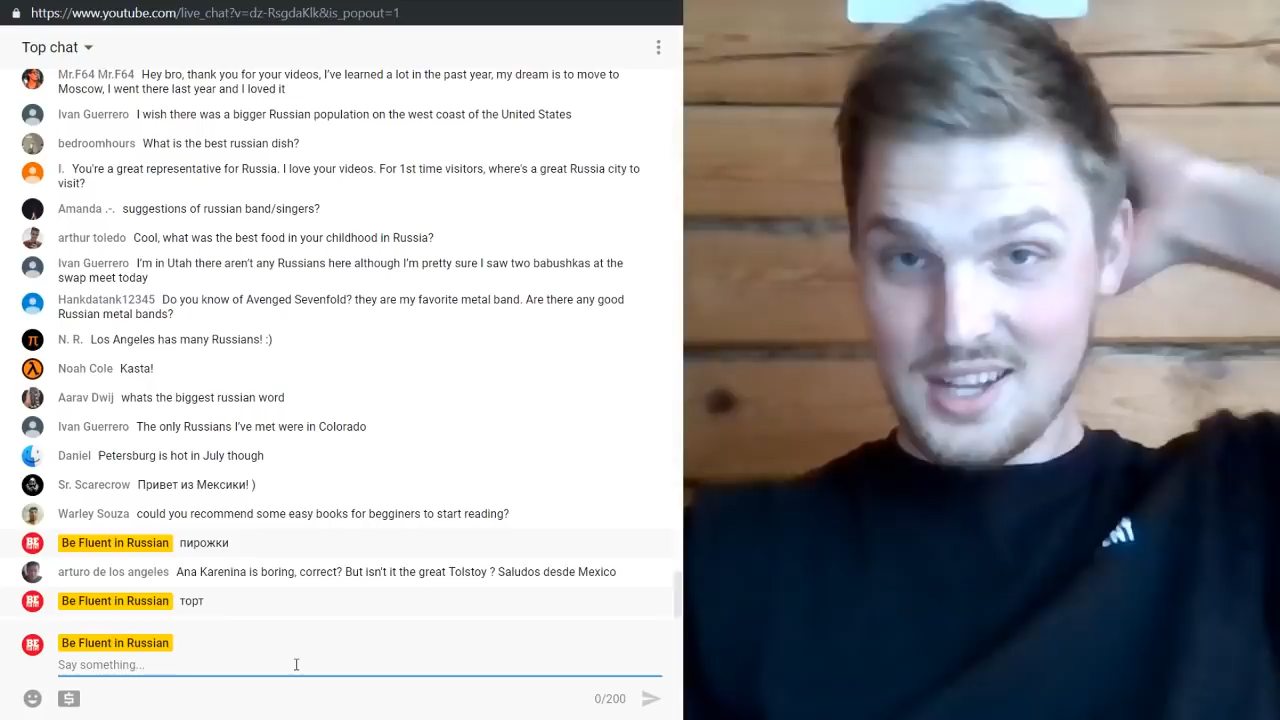 https://www.youtube.com/live_chat?v=dz-RsgdaKlk&is_popout=1
Top chat
Mr.F64 Mr.F64 Hey bro, thank you for your videos, I've learned a lot in the past year, my dream is to move to
Moscow, I went there last year and I loved it
Ivan Guerrero I wish there was a bigger Russian population on the west coast of the United States
bedroomhours What is the best russian dish?
I. You're a great representative for Russia. I love your videos. For 1st time visitors, where's a great Russia city to
visit?
Amanda .-. suggestions of russian band/singers?
arthur toledo Cool, what was the best food in your childhood in Russia?
Ivan Guerrero I'm in Utah there aren't any Russians here although I'm pretty sure I saw two babushkas at the
swap meet today
Hankdatank12345 Do you know of Avenged Sevenfold? they are my favorite metal band. Are there any good
Russian metal bands?
N. R. Los Angeles has many Russians! :)
Noah Cole Kasta!
Aarav Dwij whats the biggest russian word
Ivan Guerrero The only Russians I've met were in Colorado
Daniel Petersburg is hot in July though
Sr. Scarecrow Привет из Мексики! )
Warley Souza could you recommend some easy books for begginers to start reading?
Be Fluent in Russian пирожки
arturo de los angeles Ana Karenina is boring, correct? But isn't it the great Tolstoy ? Saludos desde Mexico
Be Fluent in Russian торт
Be Fluent in Russian
Say something...
0/200